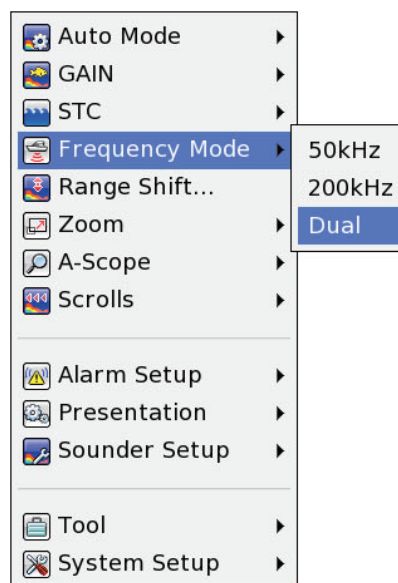 Auto Mode
GAIN
STC
Frequency Mode
50kHz
200kHz
Dual
Range Shift...
Zoom
A-Scope
Scrolls
Alarm Setup
Presentation
Sounder Setup
Tool
System Setup